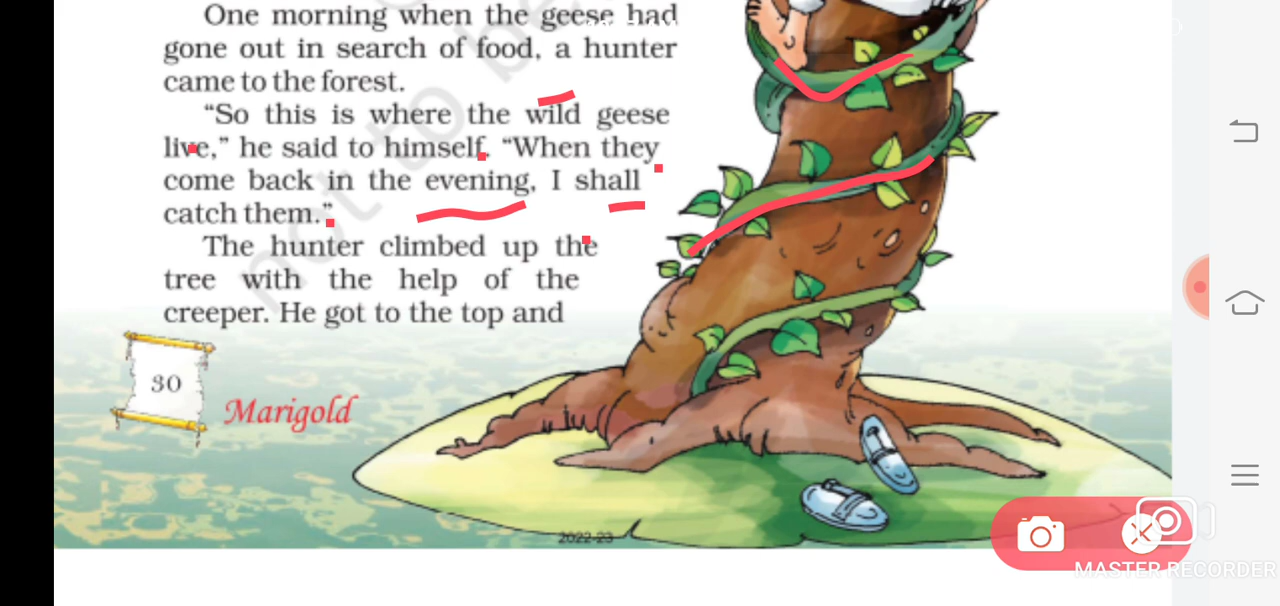 One morning when the geese had
gone out in search of food, a hunter
came to the forest.
“So this is where the wild geese
live,” he said to himself. “When they
come back in the evening, I shall
catch them.”
The hunter climbed up the
tree with the help of the
creeper. He got to the top and
30
Marigold
2022-23
not to be
MASTER RECORDER